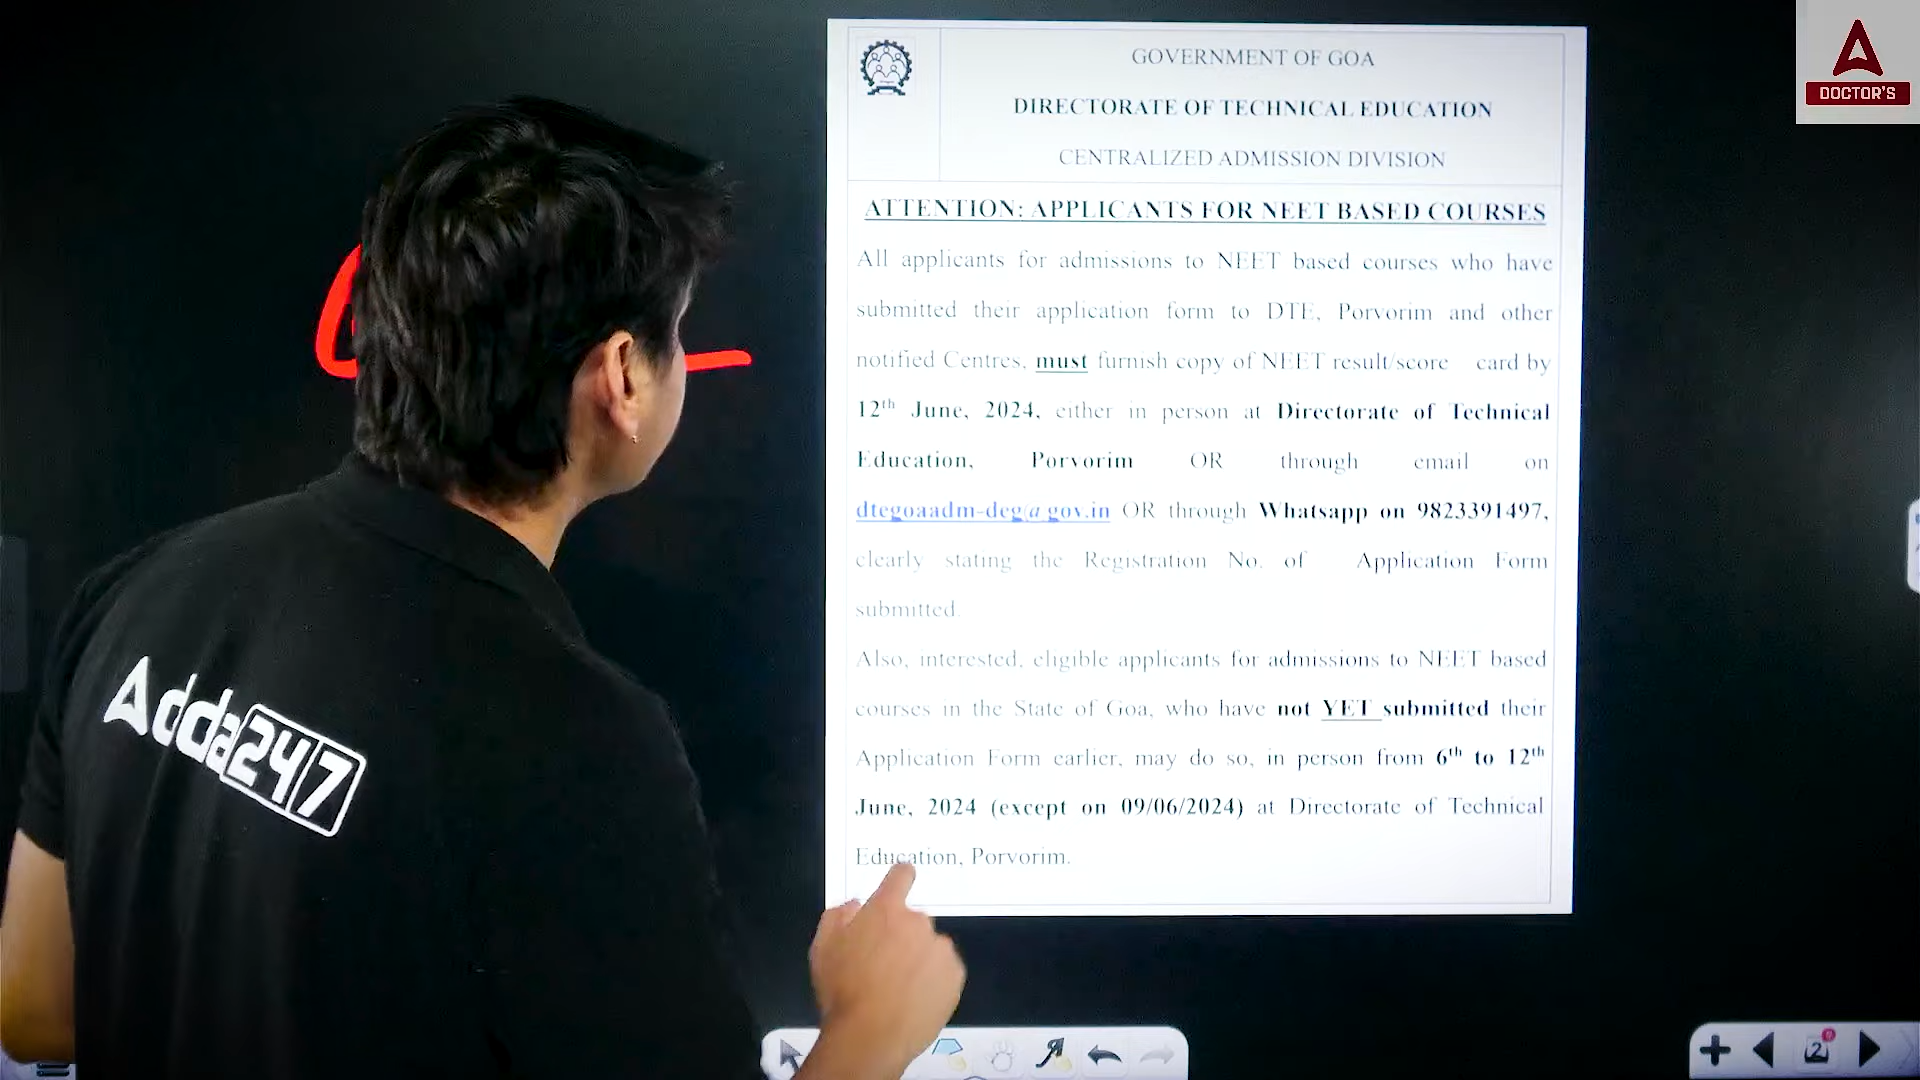 GOVERNMENT OF GOA
DIRECTORATE OF TECHNICAL EDUCATION
CENTRALIZED ADMISSION DIVISION
ATTENTION: APPLICANTS FOR NEET BASED COURSES
All applicants for admissions to NEET based courses who have
submitted their application form to DTE, Porvorim and other
notified Centres, must furnish copy of NEET result/score card by
12th June, 2024, either in person at Directorate of Technical
Education, Porvorim OR through email on
dtegoaadm-deg@gov.in OR through Whatsapp on 9823391497,
clearly stating the Registration No. of Application Form
submitted.
Also, interested, eligible applicants for admissions to NEET based
courses in the State of Goa, who have not YET submitted their
Application Form earlier, may do so, in person from 6th to 12th
June, 2024 (except on 09/06/2024) at Directorate of Technical
Education, Porvorim.
A
DOCTOR'S
Adda247
2